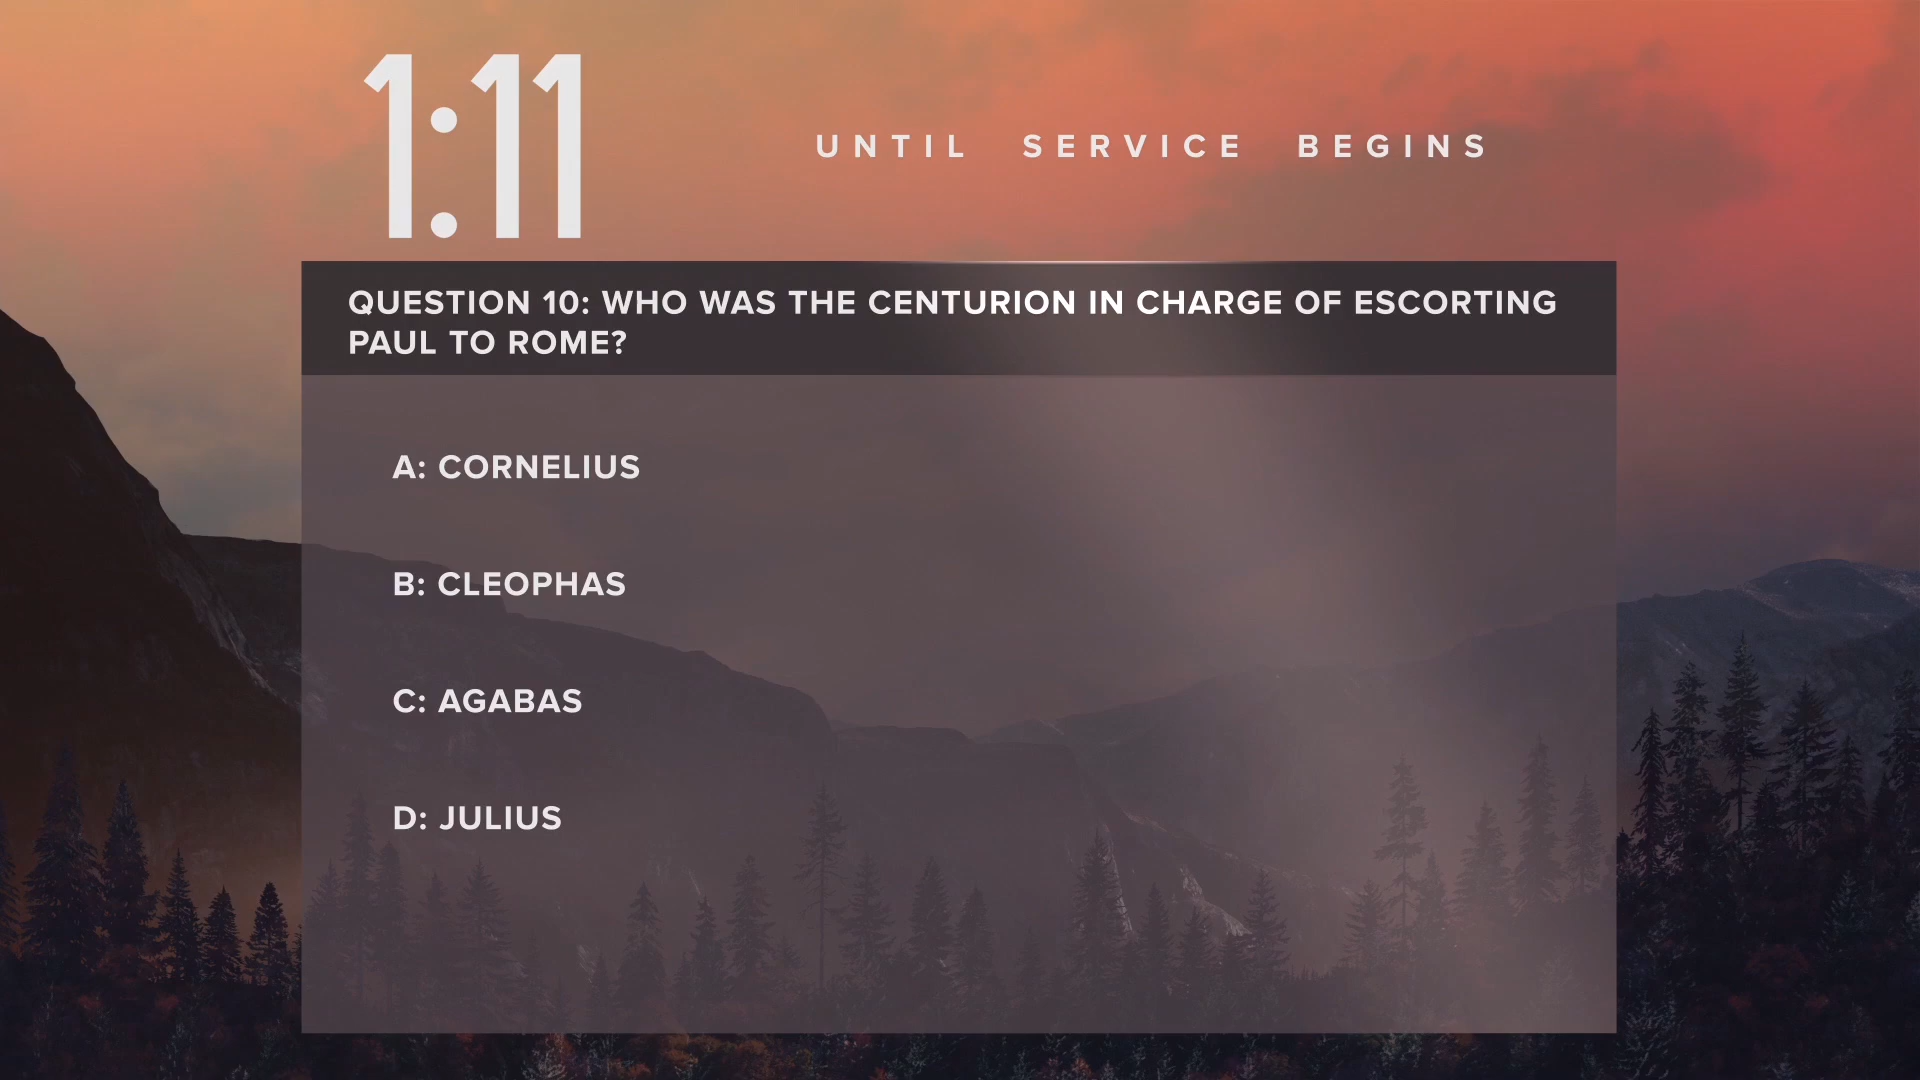 1:11
UNTIL SERVICE BEGINS
QUESTION 10: WHO WAS THE CENTURION IN CHARGE OF ESCORTING
PAUL TO ROME?
A: CORNELIUS
B: CLEOPHAS
C: AGABAS
D: JULIUS